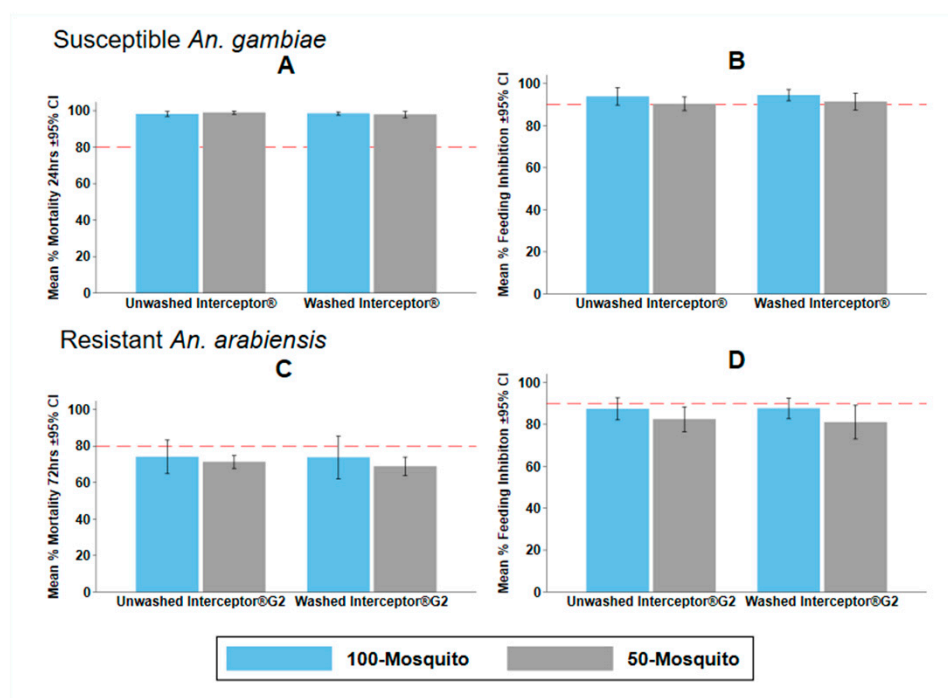 Susceptible An. gambiae
A
Mean % Mortality 24hrs ±95% CI
100
80
60
40
20
0
Unwashed Interceptor® Washed Interceptor®
B
Mean % Feeding Inhibition ±95% CI
100
80
60
40
20
0
Unwashed Interceptor® Washed Interceptor®
Resistant An. arabiensis
C
Mean % Mortality 72hrs ±95% CI
100
80
60
40
20
0
Unwashed Interceptor®G2 Washed Interceptor®G2
D
Mean % Feeding Inhibiton ±95% CI
100
80
60
40
20
0
Unwashed Interceptor®G2 Washed Interceptor®G2
100-Mosquito 50-Mosquito